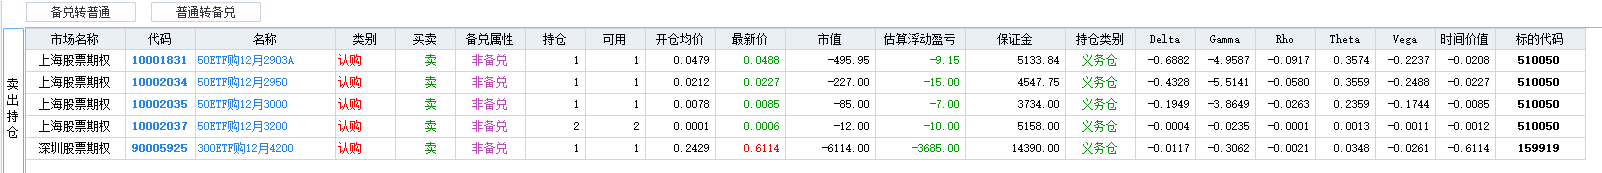 备兑转普通 普通转备兑
卖出持仓
市场名称 代码 名称 类别 买卖 备兑属性 持仓 可用 开仓均价 最新价 市值 估算浮动盈亏 保证金 持仓类别 Delta Gamma Rho Theta Vega 时间价值 标的代码
上海股票期权 10001831 50ETF购12月2903A 认购 卖 非备兑 1 1 0.0479 0.0488 -495.95 -9.15 5133.84 义务仓 -0.6882 -4.9587 -0.0917 0.3574 -0.2237 -0.0208 510050
上海股票期权 10002034 50ETF购12月2950 认购 卖 非备兑 1 1 0.0212 0.0227 -227.00 -15.00 4547.75 义务仓 -0.4328 -5.5141 -0.0580 0.3559 -0.2488 -0.0227 510050
上海股票期权 10002035 50ETF购12月3000 认购 卖 非备兑 1 1 0.0078 0.0085 -85.00 -7.00 3734.00 义务仓 -0.1949 -3.8649 -0.0263 0.2359 -0.1744 -0.0085 510050
上海股票期权 10002037 50ETF购12月3200 认购 卖 非备兑 2 2 0.0001 0.0006 -12.00 -10.00 5158.00 义务仓 -0.0004 -0.0235 -0.0001 0.0013 -0.0011 -0.0012 510050
深圳股票期权 90005925 300ETF购12月4200 认购 卖 非备兑 1 1 0.2429 0.6114 -6114.00 -3685.00 14390.00 义务仓 -0.0117 -0.3062 -0.0021 0.0348 -0.0261 -0.6114 159919